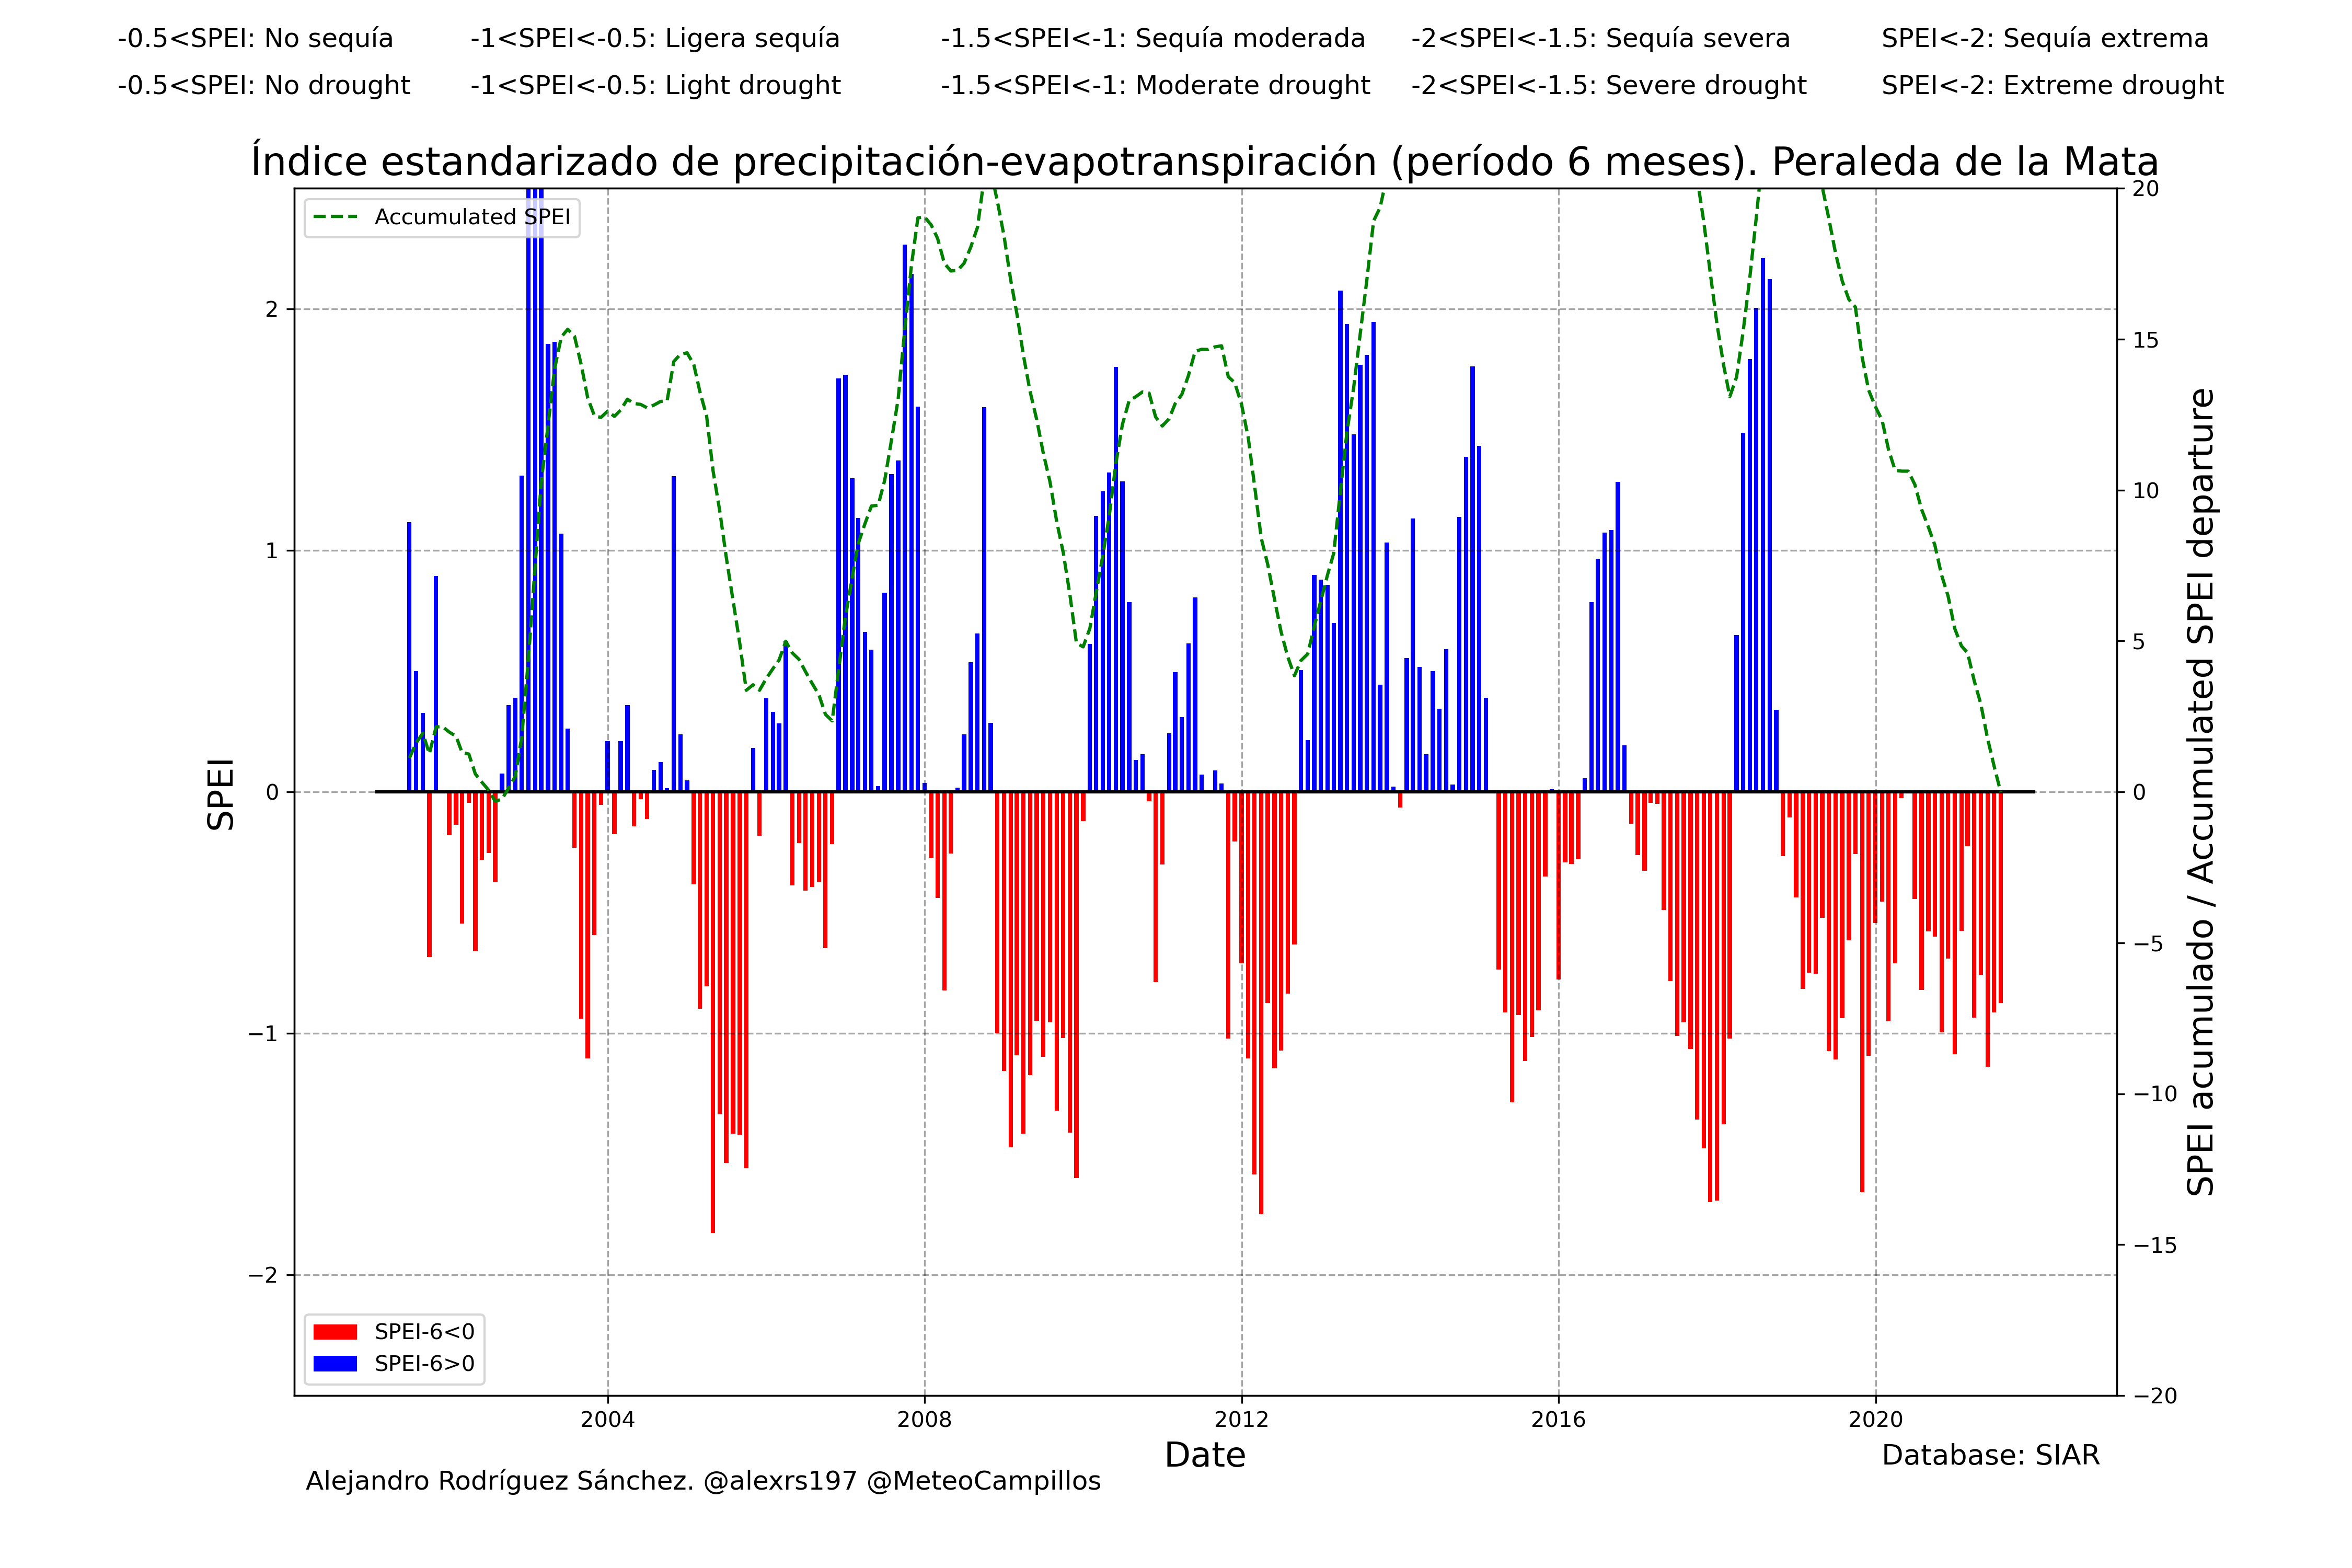 -0.5<SPEI: No sequía -1<SPEI<-0.5: Ligera sequía -1.5<SPEI<-1: Sequía moderada -2<SPEI<-1.5: Sequía severa SPEI<-2: Sequía extrema
-0.5<SPEI: No drought -1<SPEI<-0.5: Light drought -1.5<SPEI<-1: Moderate drought -2<SPEI<-1.5: Severe drought SPEI<-2: Extreme drought
Índice estandarizado de precipitación-evapotranspiración (período 6 meses). Peraleda de la Mata
Accumulated SPEI
2
1
0
−1
−2
SPEI
20
15
10
5
0
−5
−10
−15
−20
SPEI acumulado / Accumulated SPEI departure
SPEI-6<0
SPEI-6>0
2004 2008 2012 2016 2020
Date
Database: SIAR
Alejandro Rodríguez Sánchez. @alexrs197 @MeteoCampillos